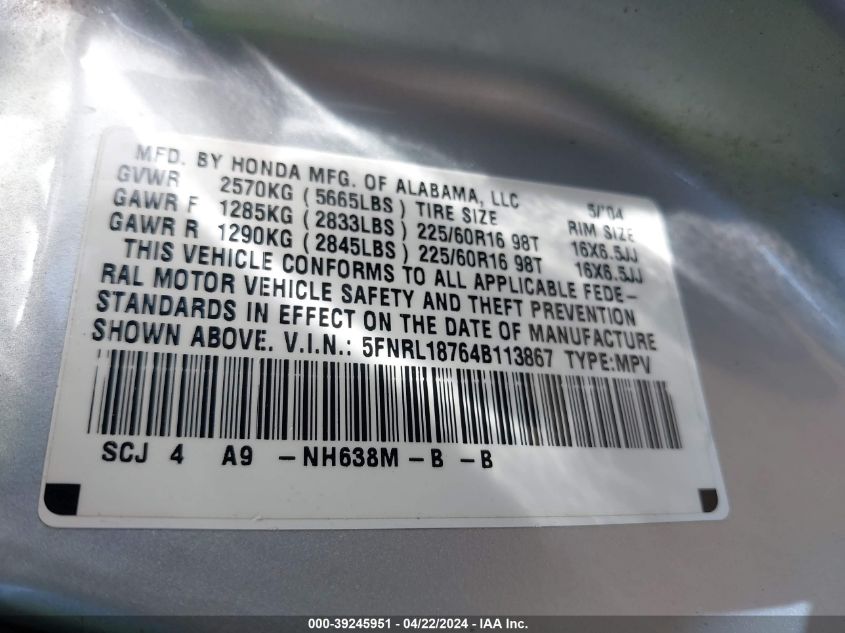 MFD. BY HONDA MFG. OF ALABAMA, LLC 5/'04
GVWR 2570KG (5665LBS) TIRE SIZE RIM SIZE
GAWR F 1285KG (2833LBS) 225/60R16 98T 16X6.5JJ
GAWR R 1290KG (2845LBS) 225/60R16 98T 16X6.5JJ
THIS VEHICLE CONFORMS TO ALL APPLICABLE FEDE-
RAL MOTOR VEHICLE SAFETY AND THEFT PREVENTION
STANDARDS IN EFFECT ON THE DATE OF MANUFACTURE
SHOWN ABOVE. V.I.N.: 5FNRL18764B113867 TYPE:MPV
SCJ 4 A9 -NH638M-B -B
000-39245951 - 04/22/2024 - IAA Inc.